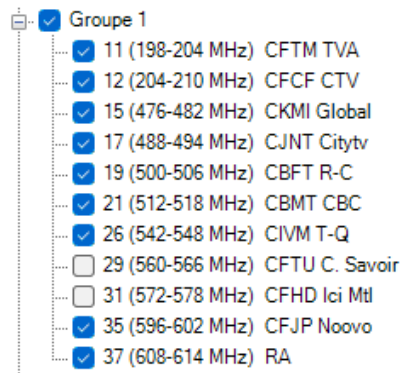 Groupe 1
11 (198-204 MHz) CFTM TVA
12 (204-210 MHz) CFCF CTV
15 (476-482 MHz) CKMI Global
17 (488-494 MHz) CJNT Citytv
19 (500-506 MHz) CBFT R-C
21 (512-518 MHz) CBMT CBC
26 (542-548 MHz) CIVM T-Q
29 (560-566 MHz) CFTU C. Savoir
31 (572-578 MHz) CFHD Ici Mtl
35 (596-602 MHz) CFJP Noovo
37 (608-614 MHz) RA